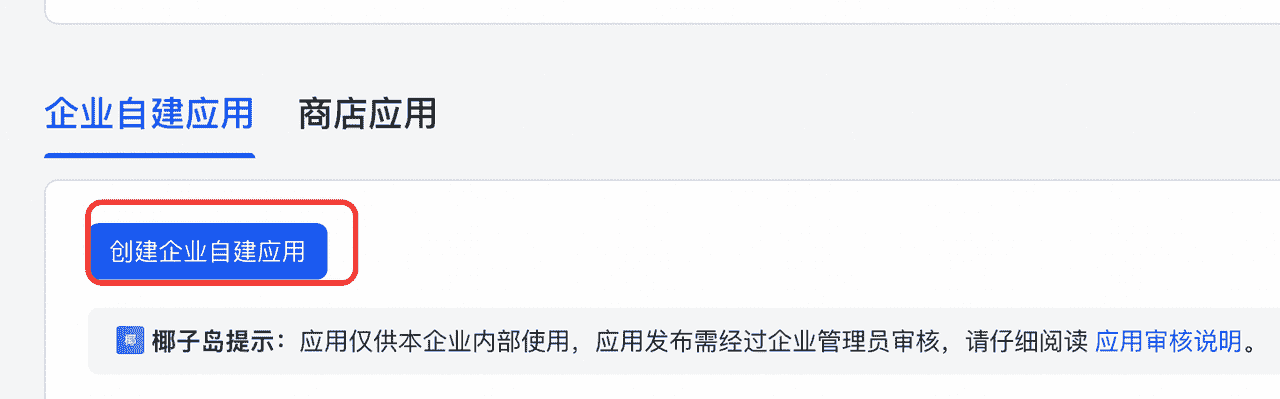 企业自建应用 商店应用
创建企业自建应用
椰 椰子岛提示：应用仅供本企业内部使用，应用发布需经过企业管理员审核，请仔细阅读 应用审核说明。